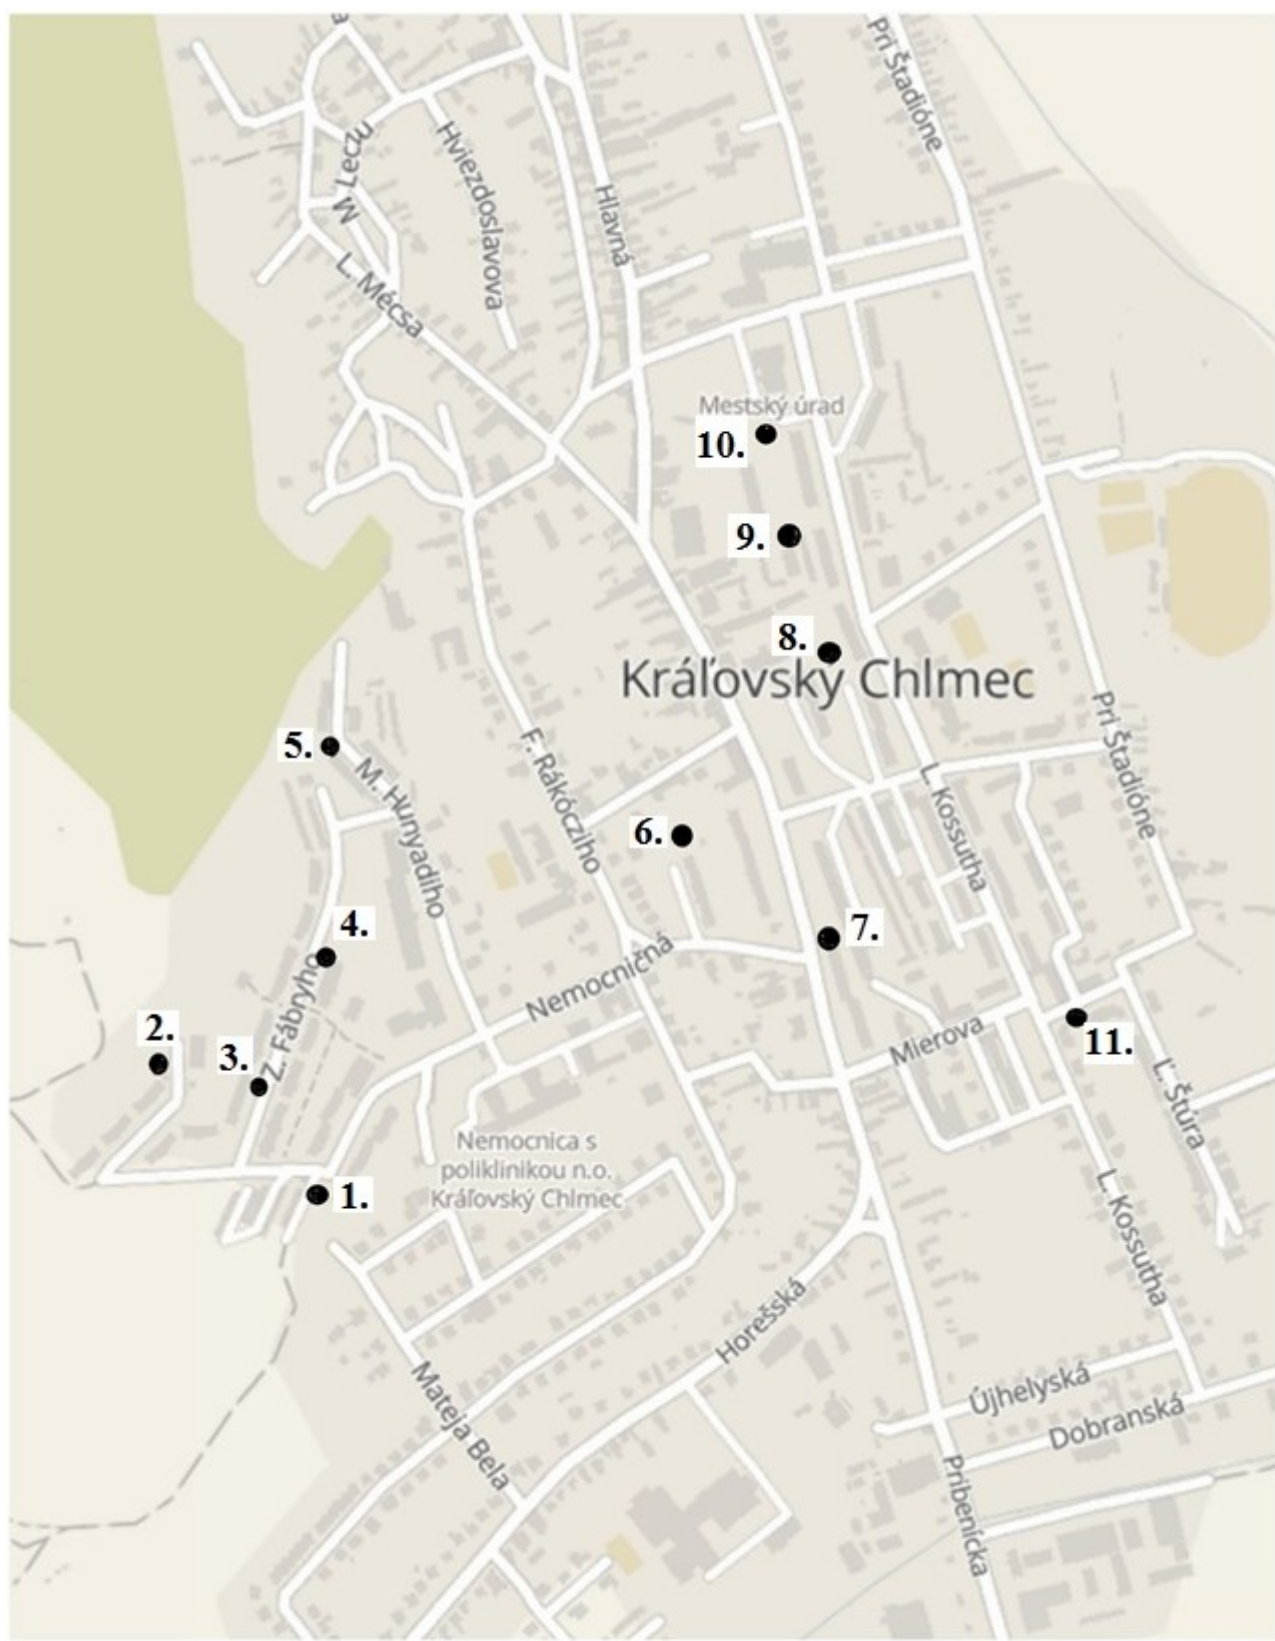 Pri Štadióne
M. Leczu
Hviezdoslavova
Hlavná
L. Mécsa
Mestský úrad
10.
9.
8.
Kráľovský Chlmec
Pri Štadióne
5.
M. Hunyadiho
F. Rákócziho
6.
L. Kossutha
4.
7.
Nemocničná
Z. Fábryho
2.
3.
Mierova
11.
Ľ. Štúra
Nemocnica s
poliklinikou n.o.
Kráľovský Chlmec
1.
L. Kossutha
Horešská
Mateja Bela
Újhelyská
Dobranská
Pribenícka